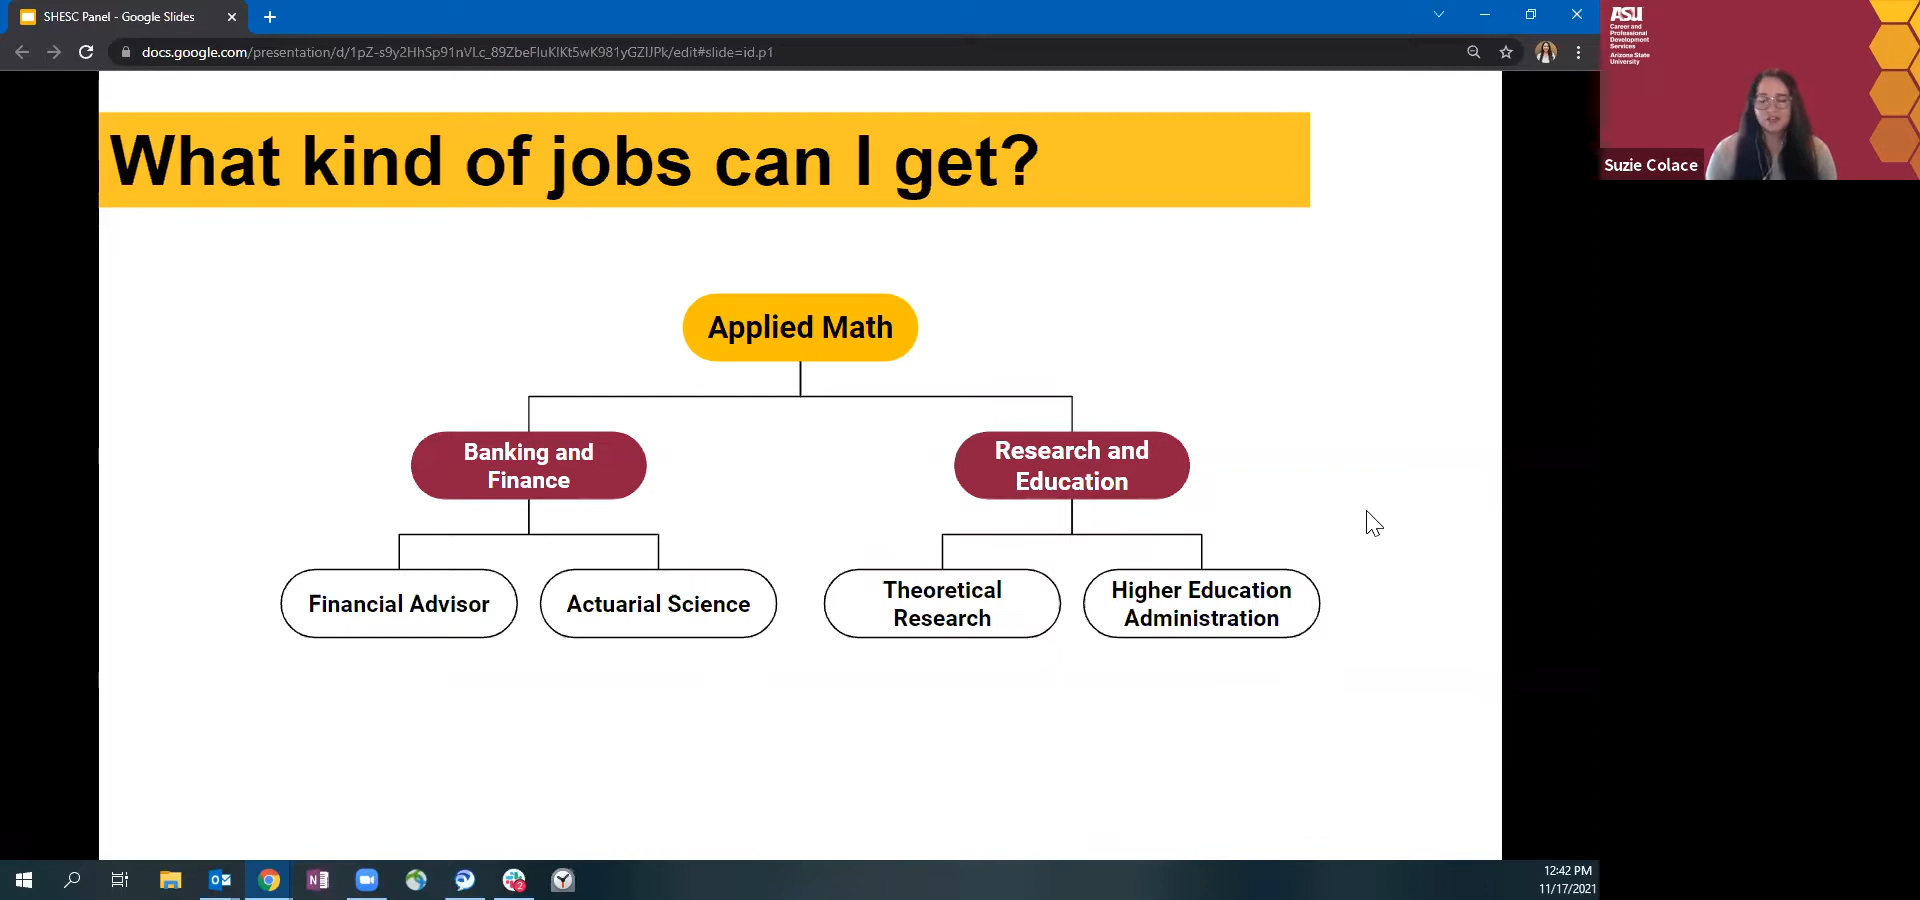 SHESC Panel - Google Slides
docs.google.com/presentation/d/1pZ-s9y2HhSp91nVLc_89ZbeFluKlKt5wK981yGZlJPk/edit#slide=id.p1
ASU
Career and
Professional
Development
Services
Arizona State
University
Suzie Colace
What kind of jobs can I get?
Applied Math
Banking and
Finance
Research and
Education
Financial Advisor
Actuarial Science
Theoretical
Research
Higher Education
Administration
N
2
12:42 PM
11/17/2021